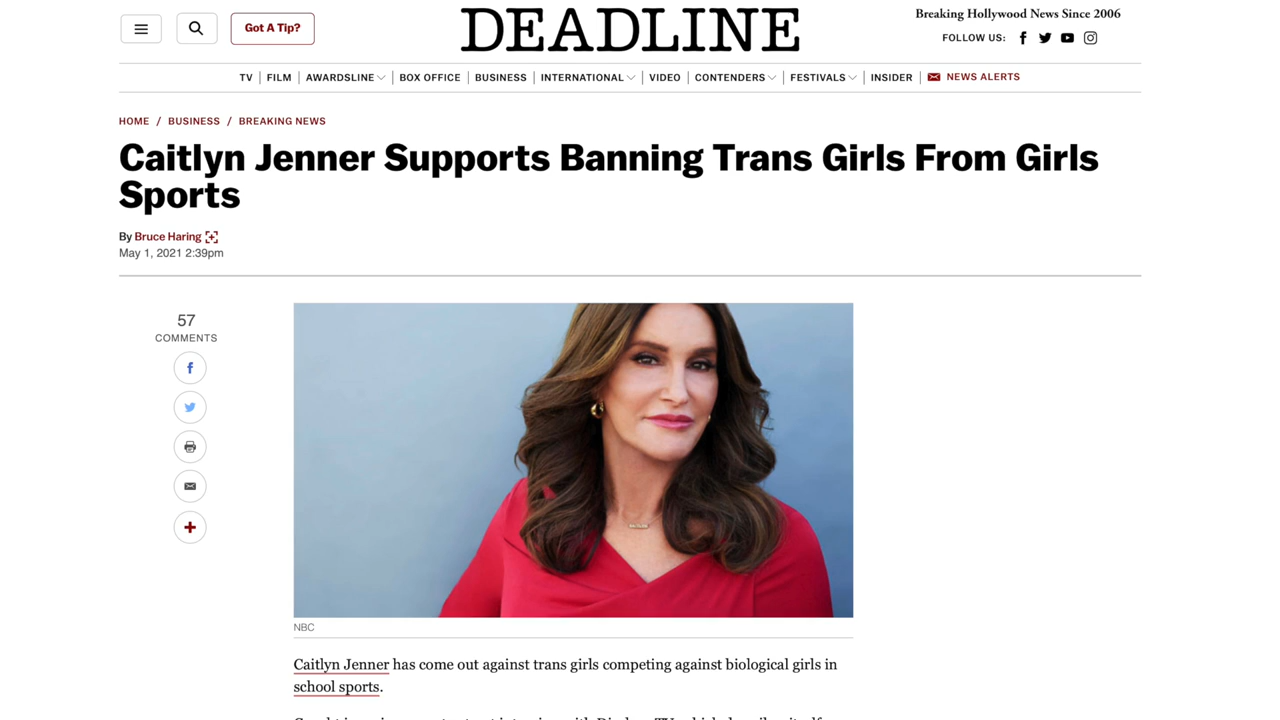 Got A Tip?
DEADLINE
Breaking Hollywood News Since 2006
FOLLOW US:
TV FILM AWARDSLINE BOX OFFICE BUSINESS INTERNATIONAL VIDEO CONTENDERS FESTIVALS INSIDER NEWS ALERTS
HOME / BUSINESS / BREAKING NEWS
Caitlyn Jenner Supports Banning Trans Girls From Girls
Sports
By Bruce Haring
May 1, 2021 2:39pm
57
COMMENTS
NBC
Caitlyn Jenner has come out against trans girls competing against biological girls in
school sports.